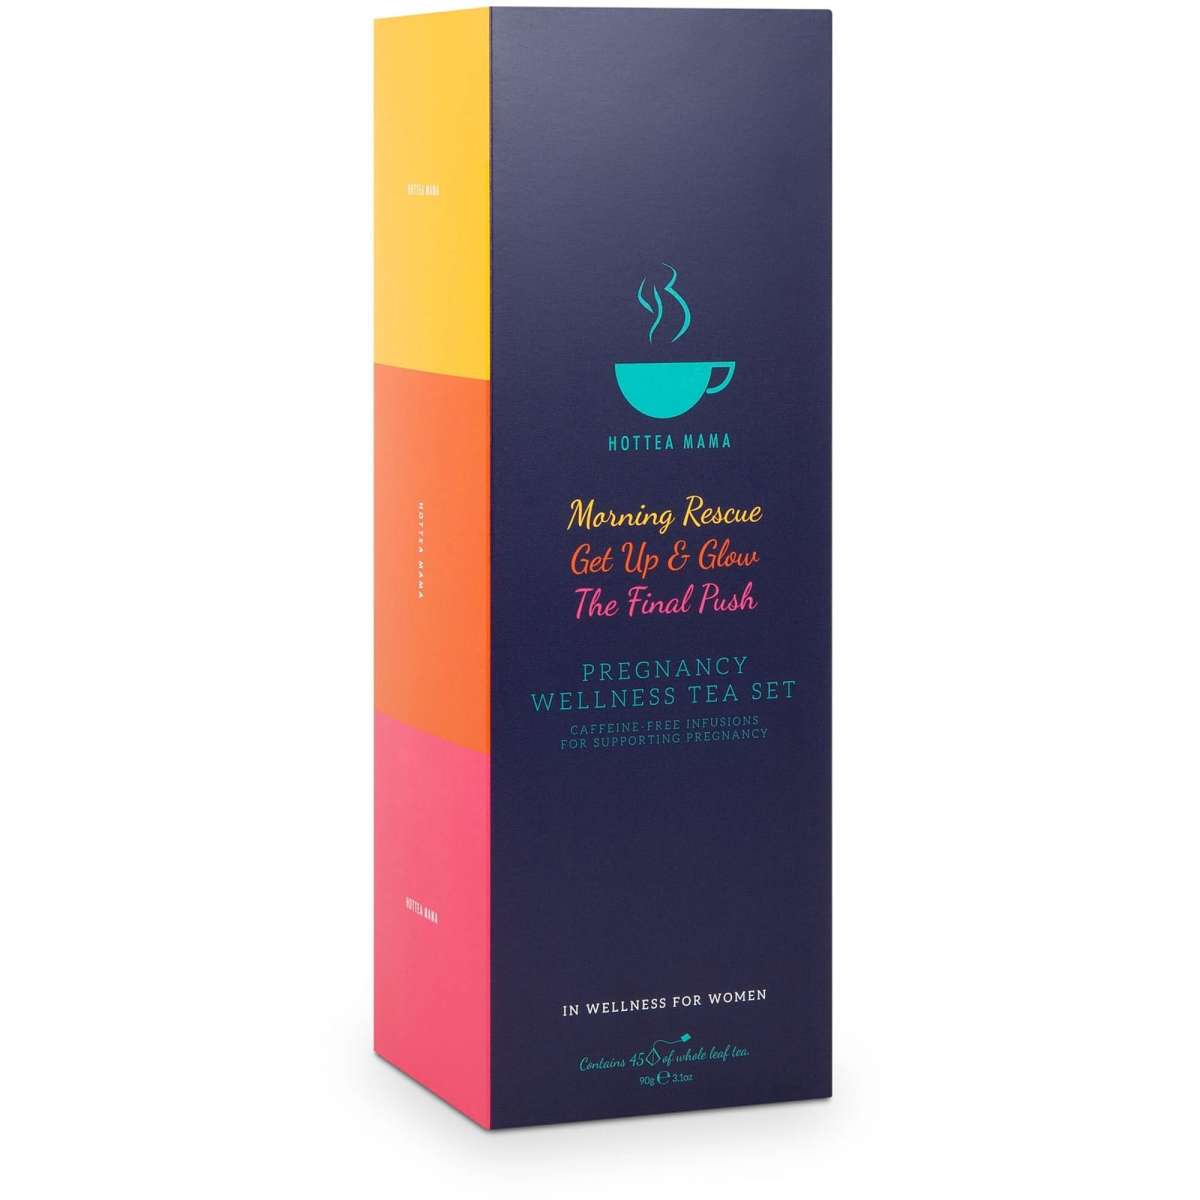 HOTTEA MAMA
HOTTEA MAMA
HOTTEA MAMA
HOTTEA MAMA
Morning Rescue
Get Up & Glow
The Final Push
PREGNANCY
WELLNESS TEA SET
CAFFEINE-FREE INFUSIONS
FOR SUPPORTING PREGNANCY
IN WELLNESS FOR WOMEN
Contains 45 of whole leaf tea.
90g ℮ 3.1oz